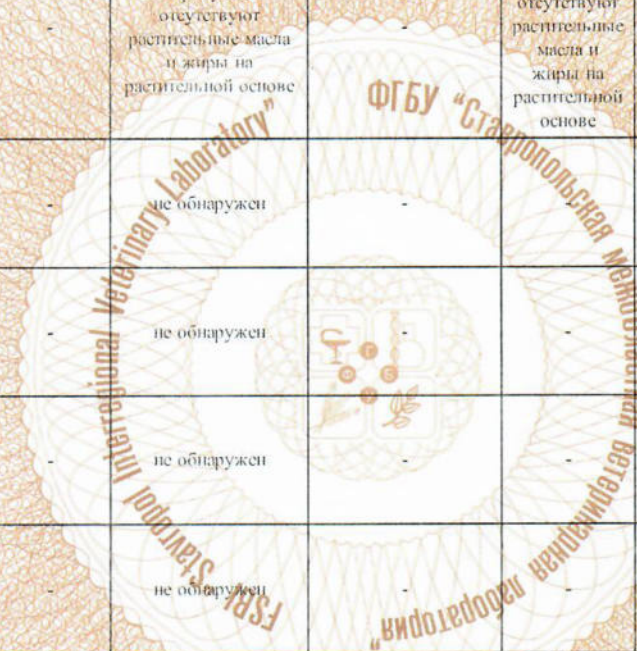 отсутствуют
растительные масла
и жиры на
растительной основе
-
-
отсутствуют
растительные
масла и
жиры на
растительной
основе
-
не обнаружен
-
-
-
не обнаружен
-
-
-
не обнаружен
-
-
-
не обнаружен
-
-
ФГБУ "Ставропольская межобластная ветеринарная лаборатория"
FSBI "Stavropol Interregional Veterinary Laboratory"